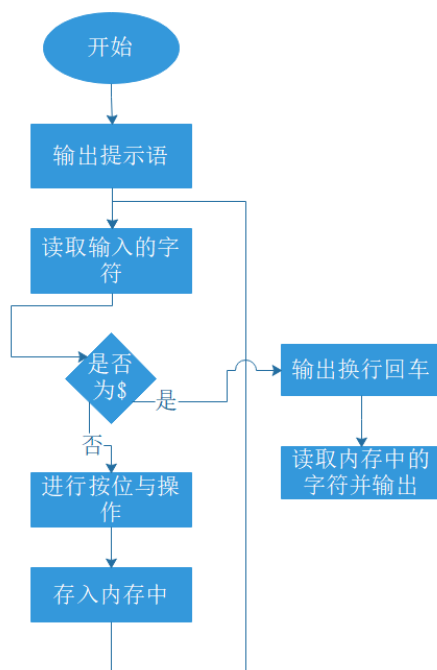 开始
输出提示语
读取输入的字
符
是否
为$
是
输出换行回车
否
读取内存中的
字符并输出
进行按位与操
作
存入内存中